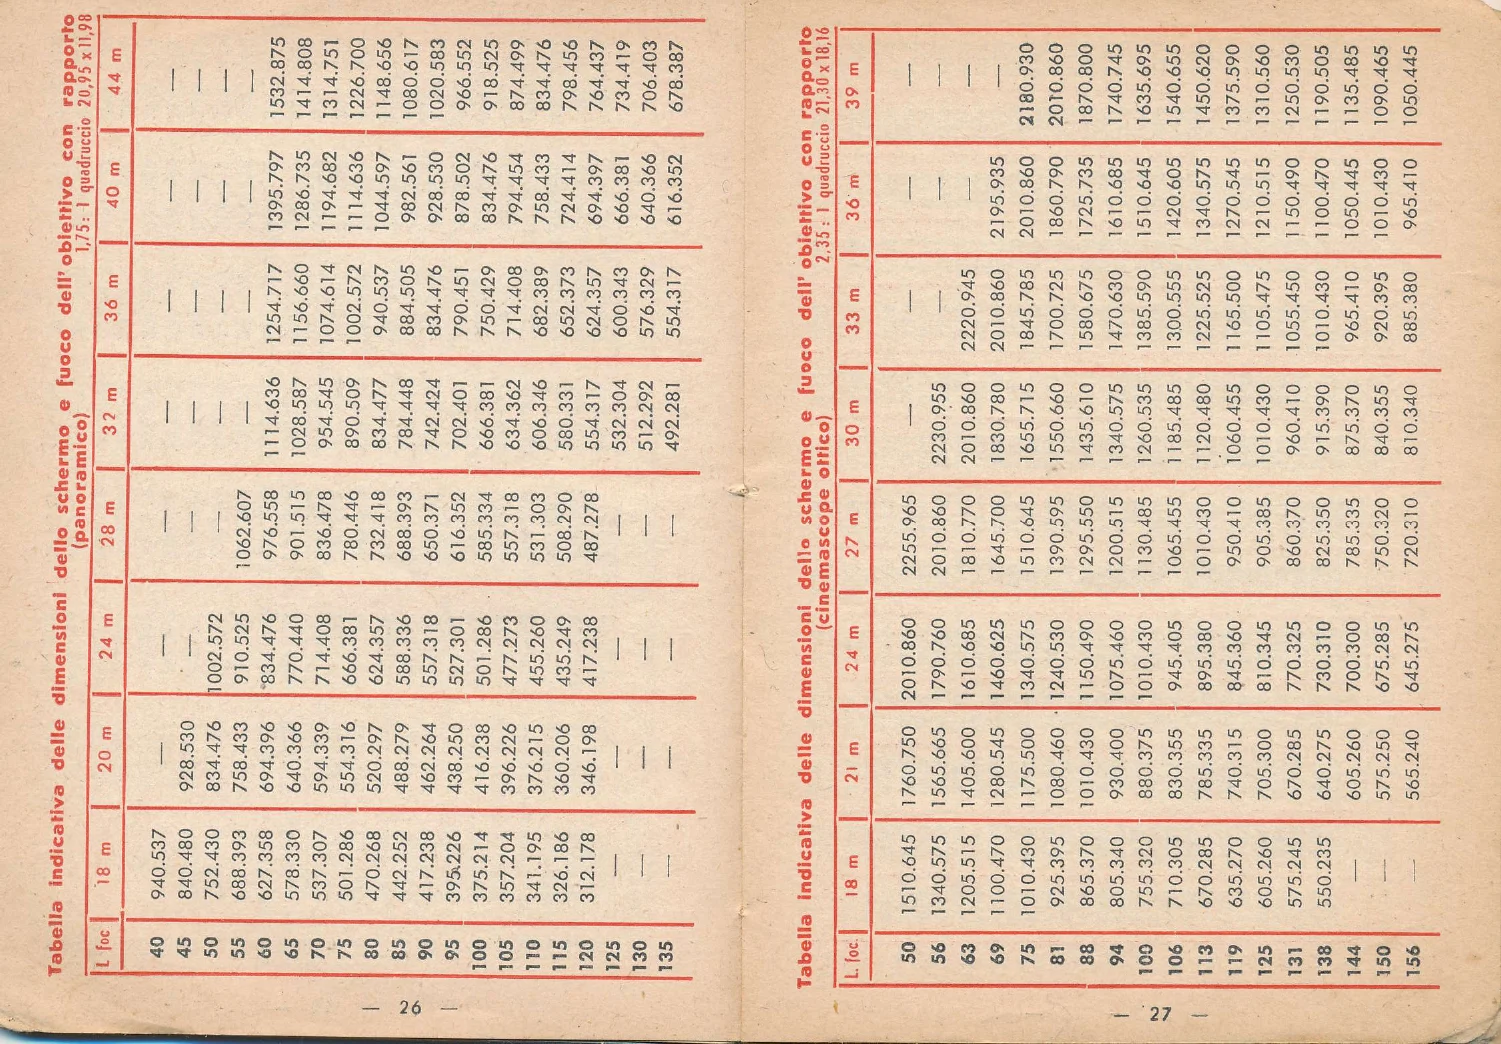 Tabella indicativa delle dimensioni dello schermo e fuoco dell'obiettivo con rapporto
(panoramico) 1,75: 1 quadruccio 20,95 x 11,98
L. foc 18 m 20 m 24 m 28 m 32 m 36 m 40 m 44 m
40 940.537 — — — — — — —
45 840.480 928.530 — — — — — —
50 752.430 834.476 1002.572 — — — — —
55 688.393 758.433 910.525 1062.607 — — — —
60 627.358 694.396 834.476 976.558 1114.636 1254.717 1395.797 1532.875
65 578.330 640.366 770.440 901.515 1028.587 1156.660 1286.735 1414.808
70 537.307 594.339 714.408 836.478 954.545 1074.614 1194.682 1314.751
75 501.286 554.316 666.381 780.446 890.509 1002.572 1114.636 1226.700
80 470.268 520.297 624.357 732.418 834.477 940.537 1044.597 1148.656
85 442.252 488.279 588.336 688.393 784.448 884.505 982.561 1080.617
90 417.238 462.264 557.318 650.371 742.424 834.476 928.530 1020.583
95 395.226 438.250 527.301 616.352 702.401 790.451 878.502 966.552
100 375.214 416.238 501.286 585.334 666.381 750.429 834.476 918.525
105 357.204 396.226 477.273 557.318 634.362 714.408 794.454 874.499
110 341.195 376.215 455.260 531.303 606.346 682.389 758.433 834.476
115 326.186 360.206 435.249 508.290 580.331 652.373 724.414 798.456
120 312.178 346.198 417.238 487.278 554.317 624.357 694.397 764.437
125 — — — — 532.304 600.343 666.381 734.419
130 — — — — 512.292 576.329 640.366 706.403
135 — — — — 492.281 554.317 616.352 678.387
— 26 —
Tabella indicativa delle dimensioni dello schermo e fuoco dell'obiettivo con rapporto
(cinemascope ottico) 2,35: 1 quadruccio 21,30 x 18,16
L. foc. 18 m 21 m 24 m 27 m 30 m 33 m 36 m 39 m
50 1510.645 1760.750 2010.860 2255.965 — — — —
56 1340.575 1565.665 1790.760 2010.860 2230.955 — — —
63 1205.515 1405.600 1610.685 1810.770 2010.860 2220.945 — —
69 1100.470 1280.545 1460.625 1645.700 1830.780 2010.860 2195.935 —
75 1010.430 1175.500 1340.575 1510.645 1655.715 1845.785 2010.860 2180.930
81 925.395 1080.460 1240.530 1390.595 1550.660 1700.725 1860.790 2010.860
88 865.370 1010.430 1150.490 1295.550 1435.610 1580.675 1725.735 1870.800
94 805.340 930.400 1075.460 1200.515 1340.575 1470.630 1610.685 1740.745
100 755.320 880.375 1010.430 1130.485 1260.535 1385.590 1510.645 1635.695
106 710.305 830.355 945.405 1065.455 1185.485 1300.555 1420.605 1540.655
113 670.285 785.335 895.380 1010.430 1120.480 1225.525 1340.575 1450.620
119 635.270 740.315 845.360 950.410 1060.455 1165.500 1270.545 1375.590
125 605.260 705.300 810.345 905.385 1010.430 1105.475 1210.515 1310.560
131 575.245 670.285 770.325 860.370 960.410 1055.450 1150.490 1250.530
138 550.235 640.275 730.310 825.350 915.390 1010.430 1100.470 1190.505
144 — 605.260 700.300 785.335 875.370 965.410 1050.445 1135.485
150 — 575.250 675.285 750.320 840.355 920.395 1010.430 1090.465
156 — 565.240 645.275 720.310 810.340 885.380 965.410 1050.445
— 27 —